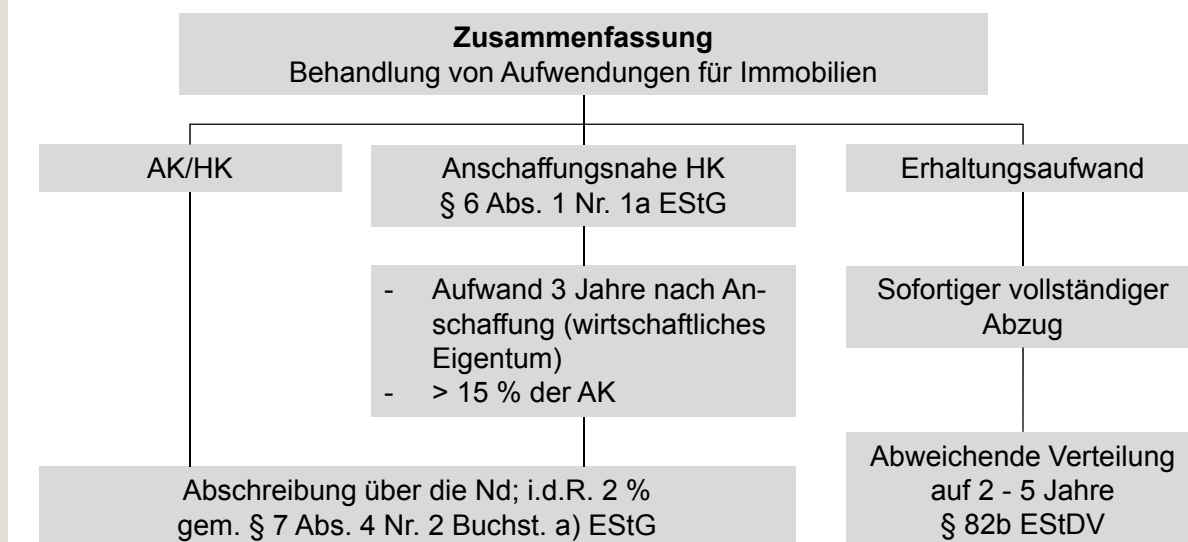 Zusammenfassung
Behandlung von Aufwendungen für Immobilien
AK/HK
Anschaffungsnahe HK
§ 6 Abs. 1 Nr. 1a EStG
Erhaltungsaufwand
- Aufwand 3 Jahre nach An-
schaffung (wirtschaftliches
Eigentum)
- > 15 % der AK
Sofortiger vollständiger
Abzug
Abschreibung über die Nd; i.d.R. 2 %
gem. § 7 Abs. 4 Nr. 2 Buchst. a) EStG
Abweichende Verteilung
auf 2 - 5 Jahre
§ 82b EStDV